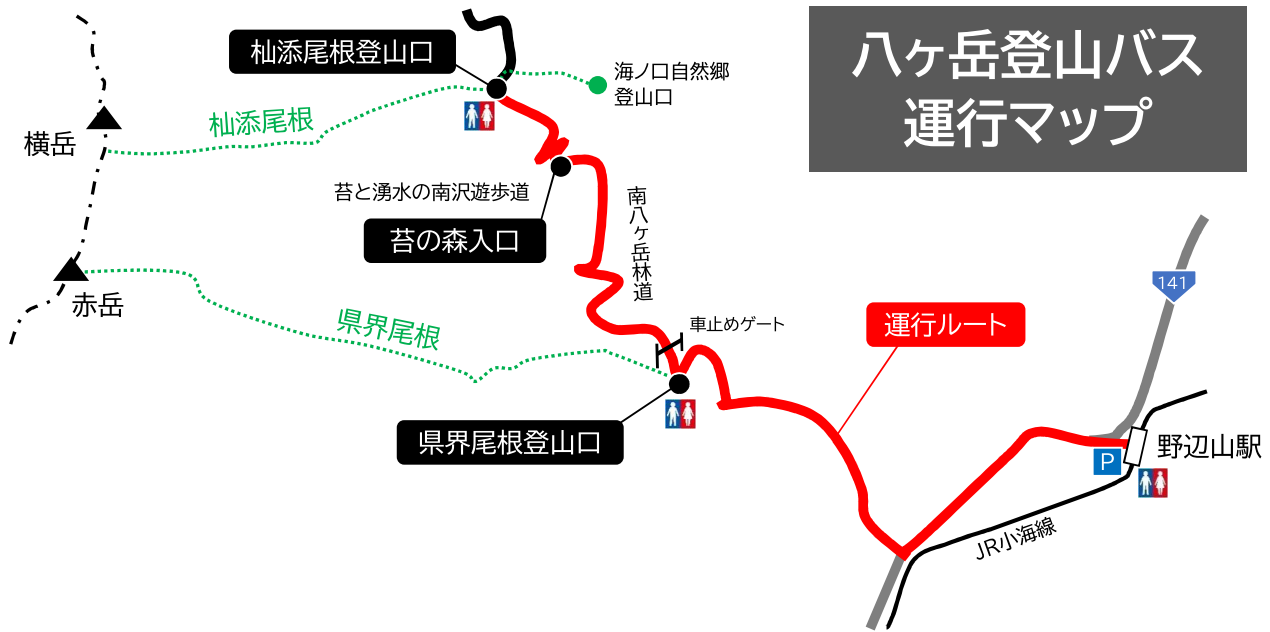 八ヶ岳登山バス
運行マップ
杣添尾根登山口
海ノ口自然郷
登山口
杣添尾根
横岳
苔と湧水の南沢遊歩道
苔の森入口
南八ヶ岳林道
赤岳
県界尾根
車止めゲート
運行ルート
141
県界尾根登山口
P
野辺山駅
JR小海線